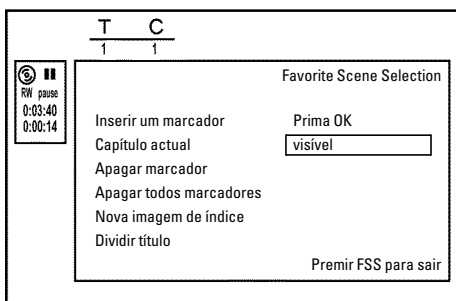 T C
1 1
RW pause
0:03:40
0:00:14
Favorite Scene Selection
Inserir um marcador Prima OK
Capítulo actual visível
Apagar marcador
Apagar todos marcadores
Nova imagem de índice
Dividir título
Premir FSS para sair